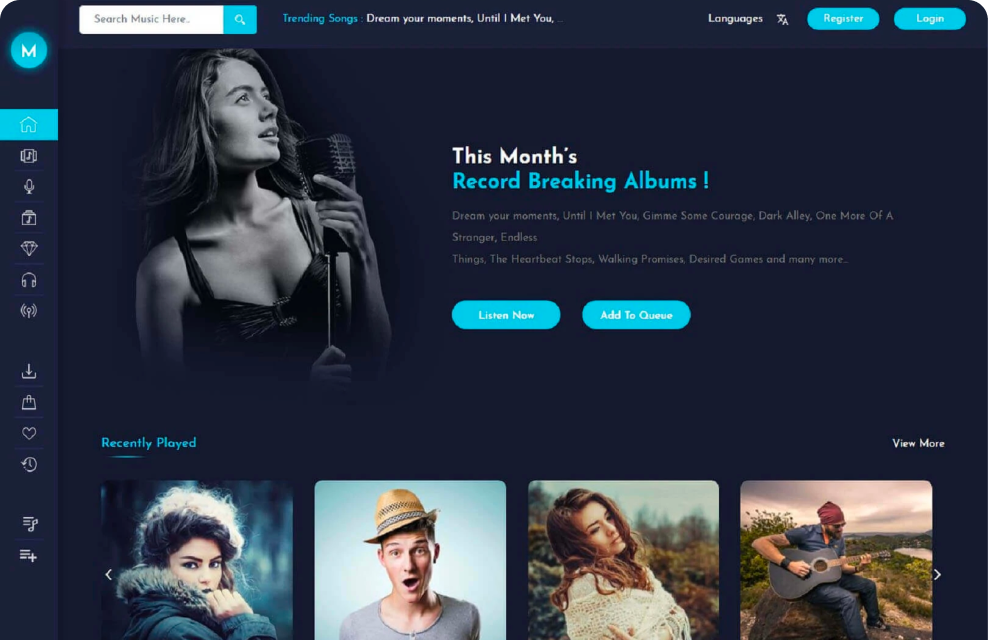 Search Music Here..
Trending Songs : Dream your moments, Until I Met You, ...
Languages
Register
Login
M
This Month's
Record Breaking Albums !
Dream your moments, Until I Met You, Gimme Some Courage, Dark Alley, One More Of A
Stranger, Endless
Things, The Heartbeat Stops, Walking Promises, Desired Games and many more...
Listen Now
Add To Queue
Recently Played
View More